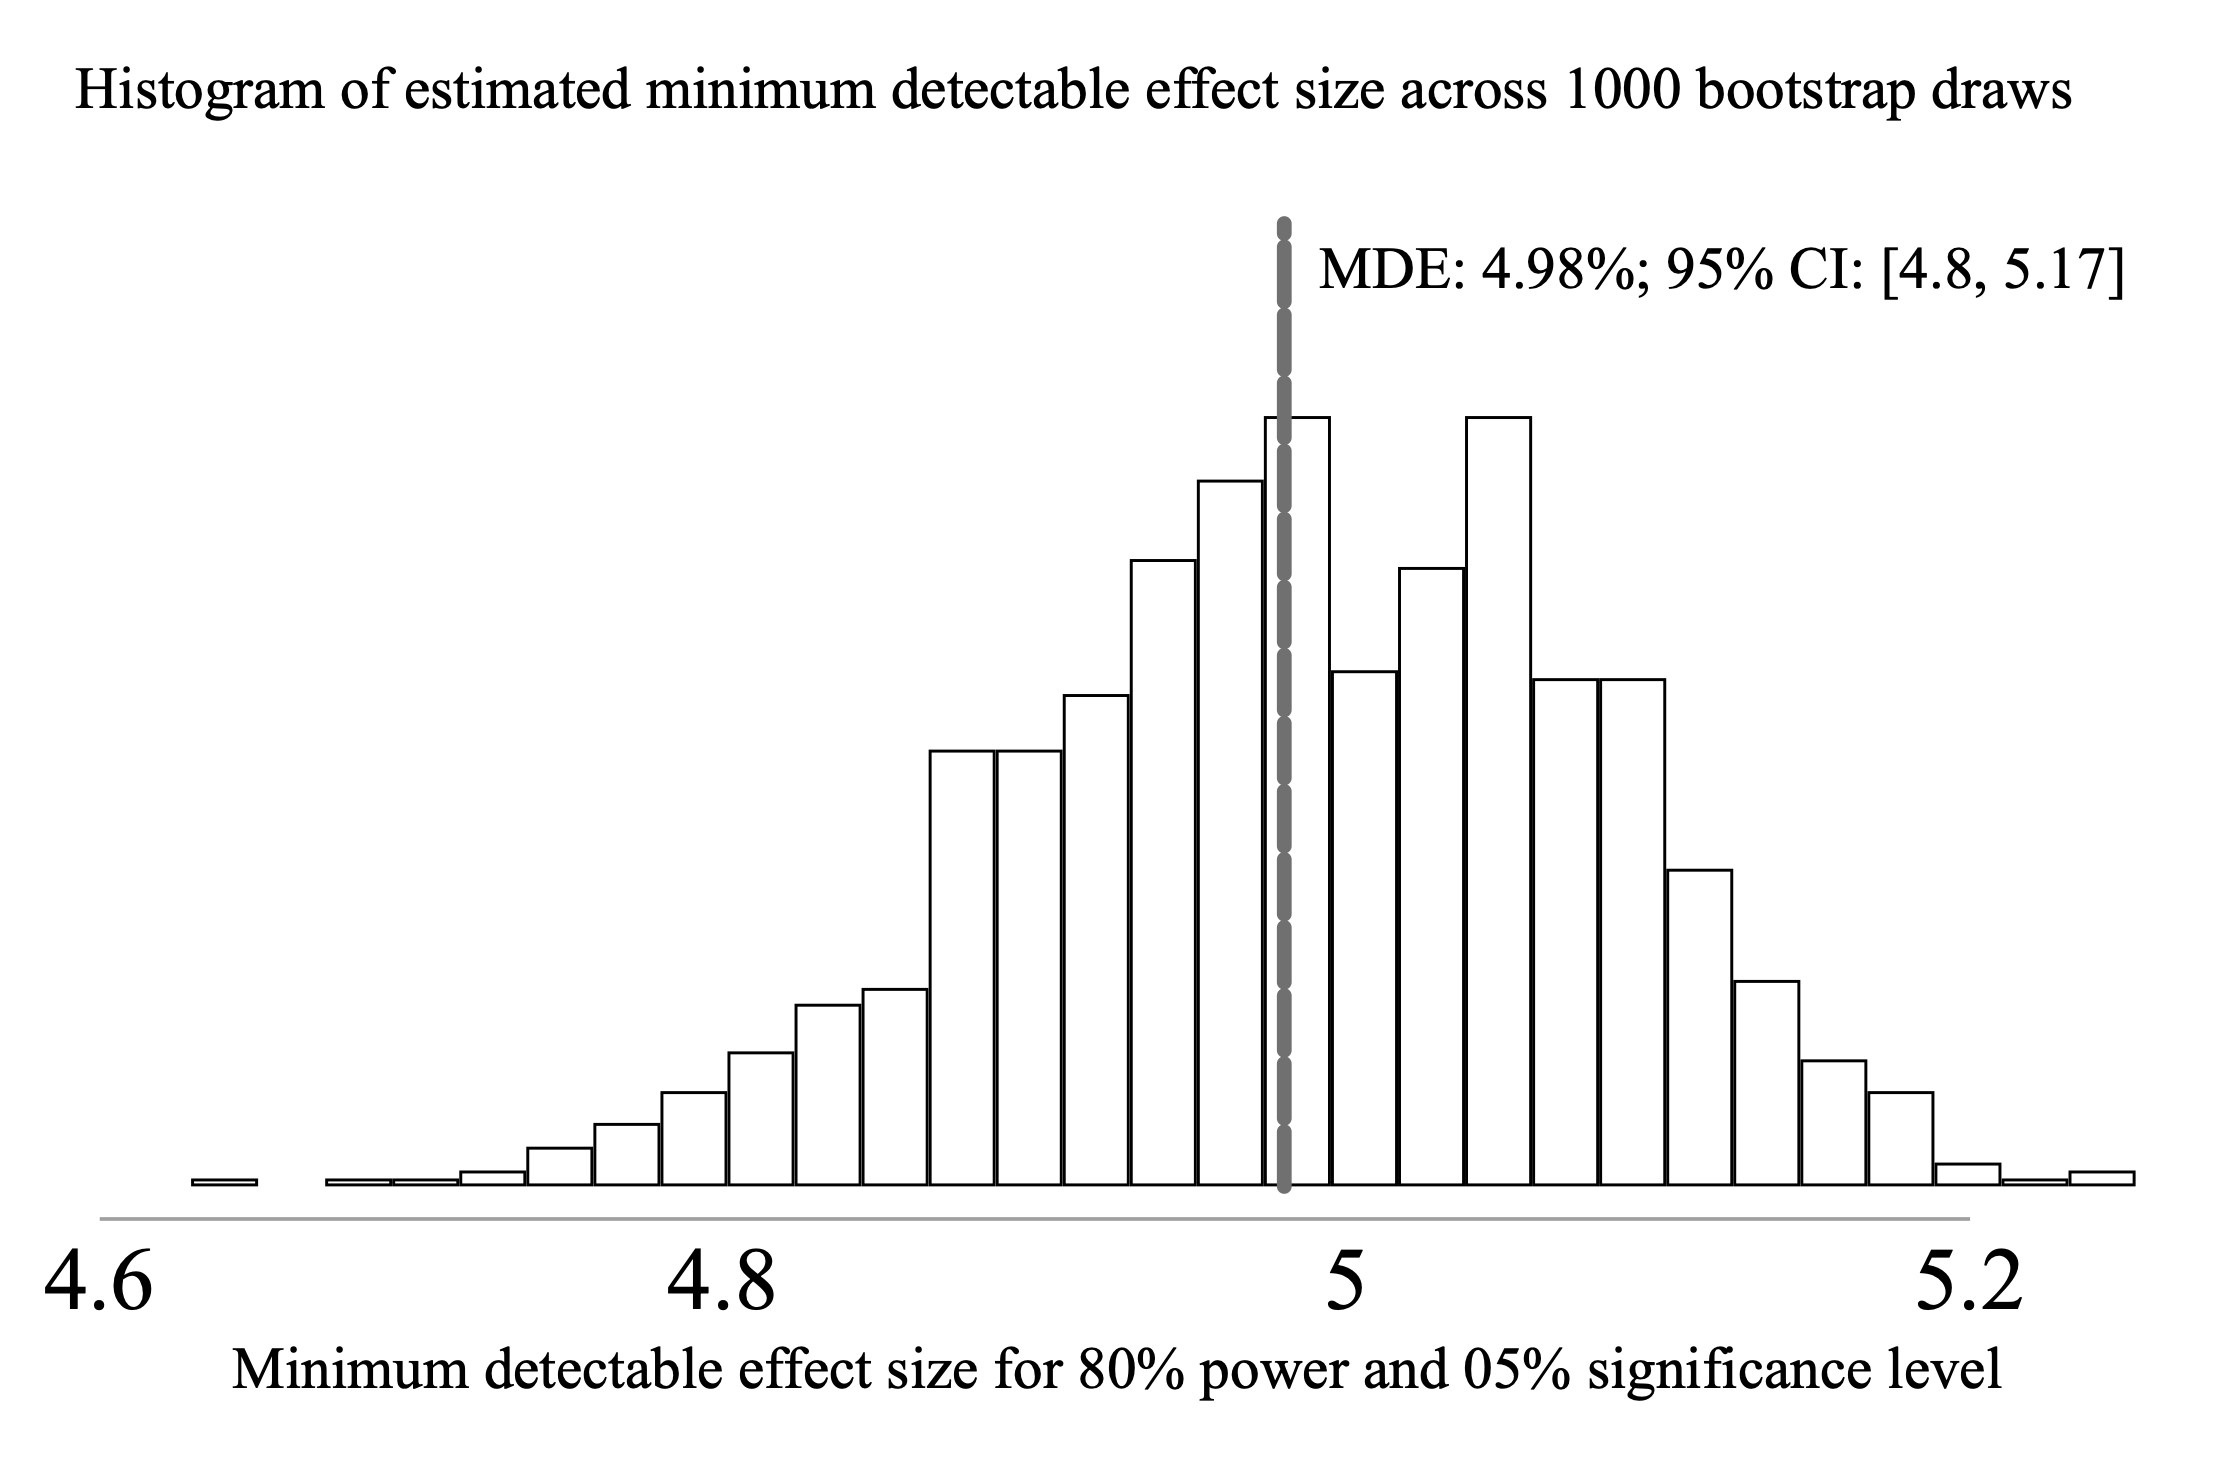 Histogram of estimated minimum detectable effect size across 1000 bootstrap draws
MDE: 4.98%; 95% CI: [4.8, 5.17]
4.6 4.8 5 5.2
Minimum detectable effect size for 80% power and 05% significance level